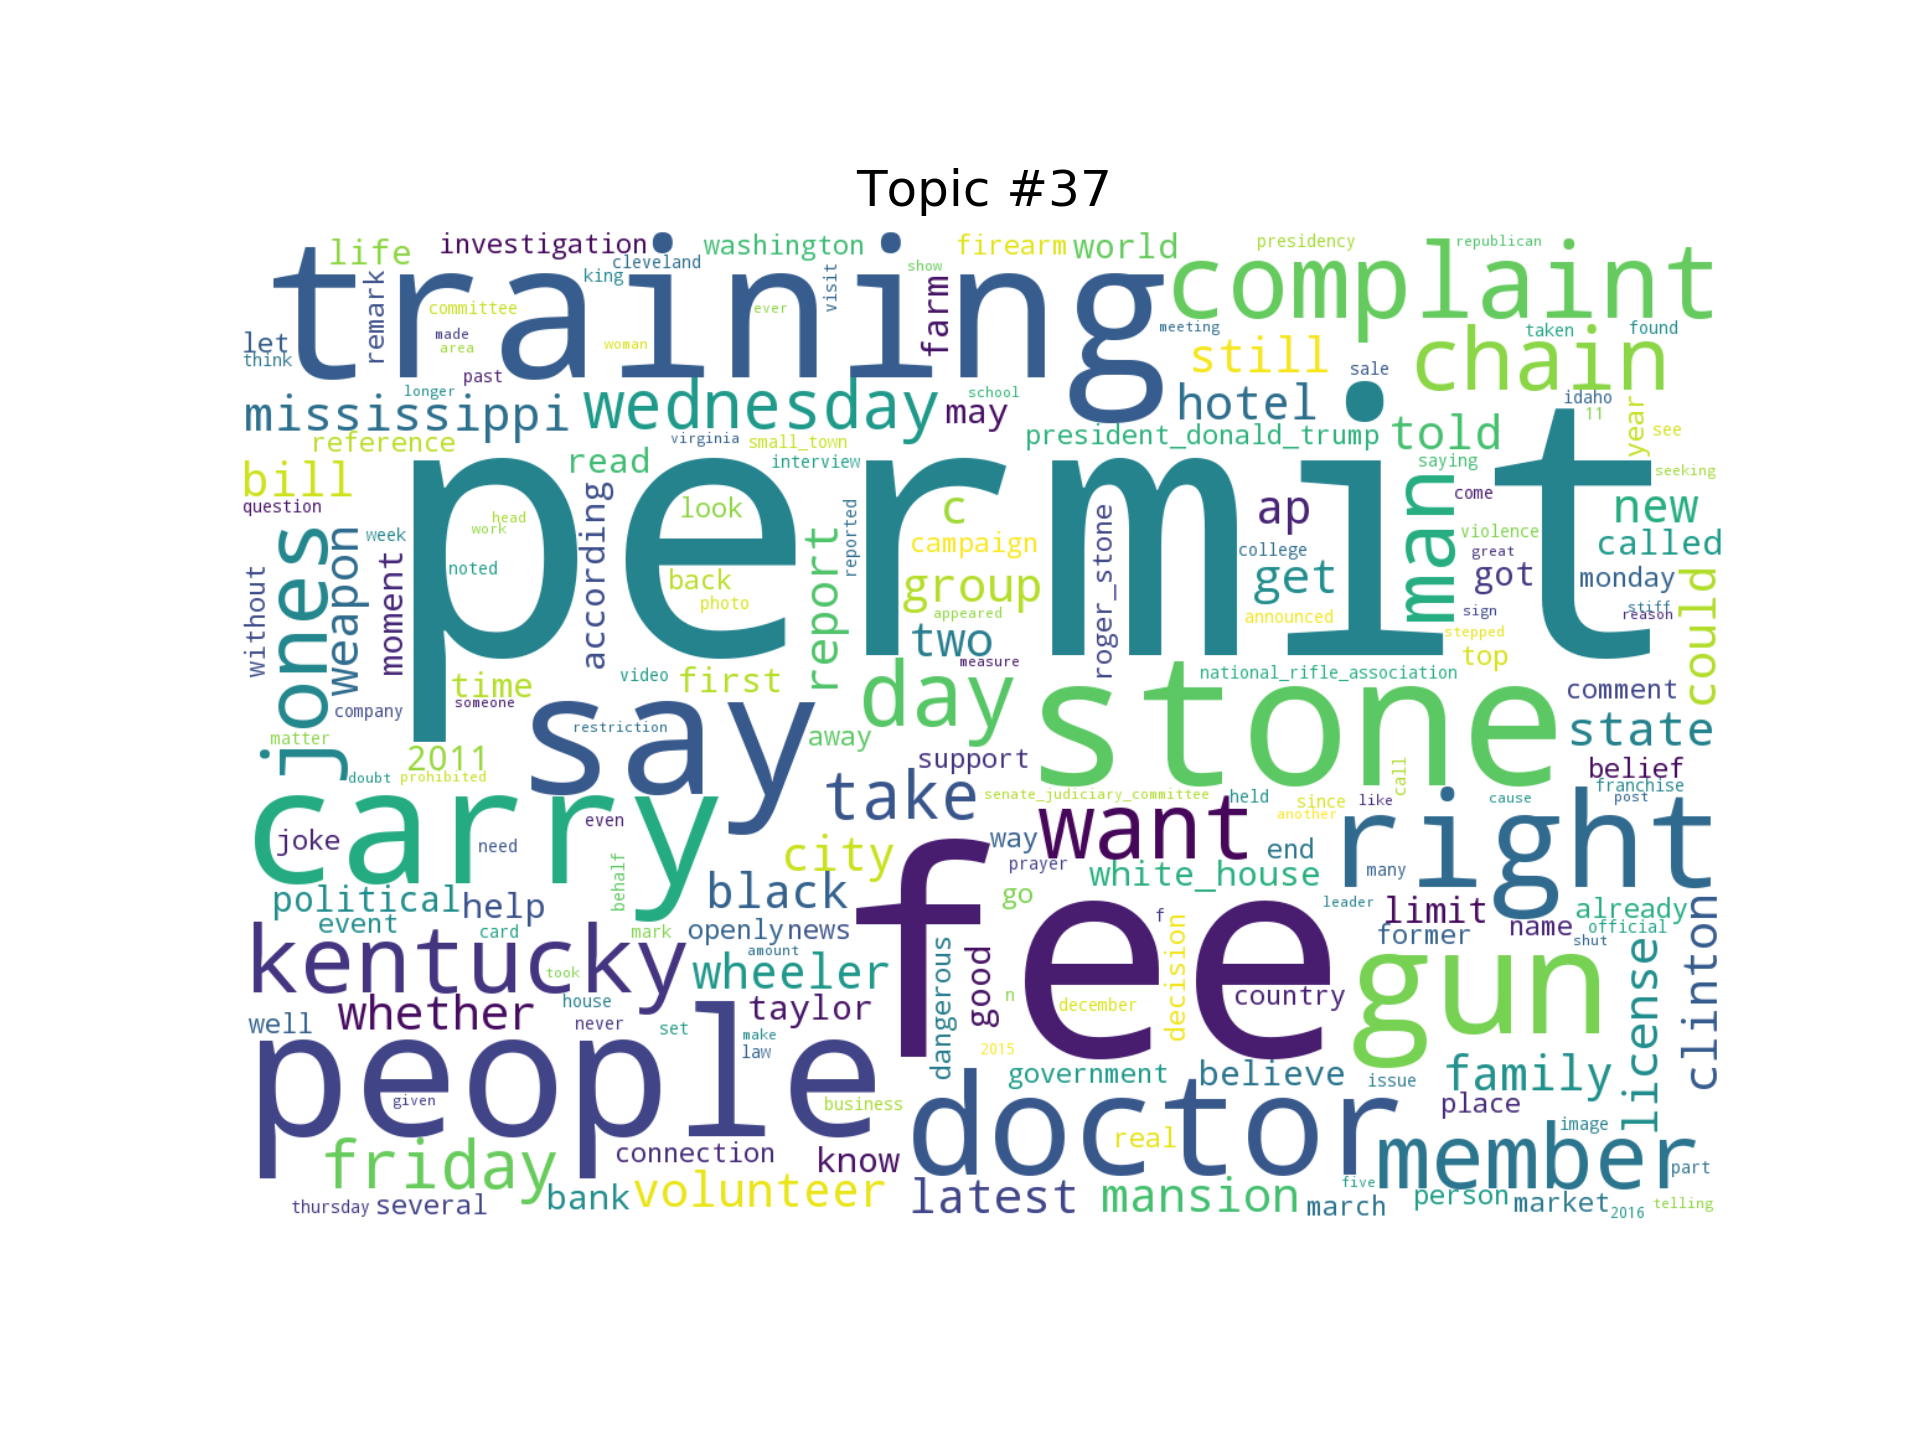 Topic #37
life
investigation
washington
firearm
world
presidency
republican
training
complaint
king
cleveland
visit
show
committee
remark
ever
farm
meeting
let
think
made
area
woman
still
taken
found
chain
past
longer
school
sale
idaho
11
mississippi
wednesday
may
hotel
year
see
reference
virginia
small_town
president_donald_trump
told
bill
read
interview
saying
seeking
question
according
look
c
ap
come
new
head
work
week
reported
permit
man
violence
called
jones
weapon
moment
noted
report
campaign
roger_stone
college
great
without
back
photo
group
get
got
monday
appeared
announced
sign
stiff
reason
could
two
stepped
top
measure
time
someone
video
first
national_rifle_association
comment
company
say
restriction
day
stone
state
matter
2011
away
support
belief
doubt
prohibited
take
senate_judiciary_committee
held
since
like
call
cause
franchise
post
carry
joke
need
even
city
way
want
another
end
right
prayer
white_house
many
political
help
behalf
black
go
leader
limit
already
event
card
mark
openly
news
amount
fee
f
former
name
official
shut
kentucky
took
wheeler
dangerous
good
decision
gun
license
clinton
whether
house
taylor
n
december
country
well
never
set
make
law
2015
people
given
business
government
believe
issue
family
place
doctor
real
image
friday
connection
know
member
part
thursday
several
bank
volunteer
latest
mansion
march
five
person
market
2016
telling